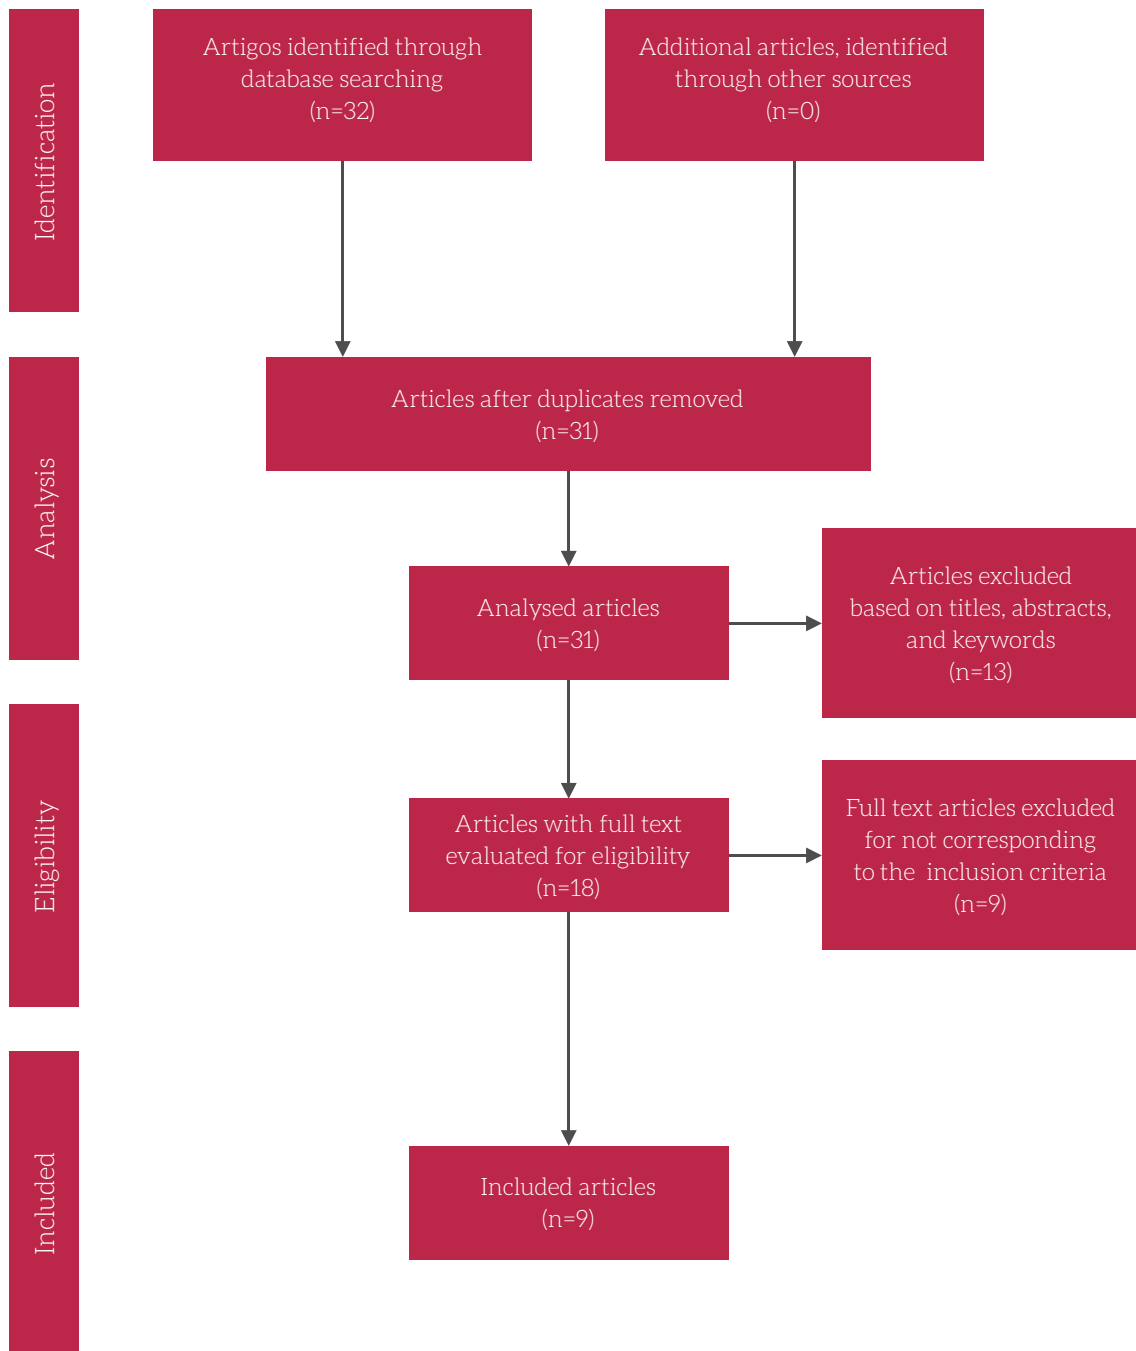 Identification
Artigos identified through
database searching
(n=32)
Additional articles, identified
through other sources
(n=0)
Analysis
Articles after duplicates removed
(n=31)
Analysed articles
(n=31)
Articles excluded
based on titles, abstracts,
and keywords
(n=13)
Eligibility
Articles with full text
evaluated for eligibility
(n=18)
Full text articles excluded
for not corresponding
to the  inclusion criteria
(n=9)
Included
Included articles
(n=9)